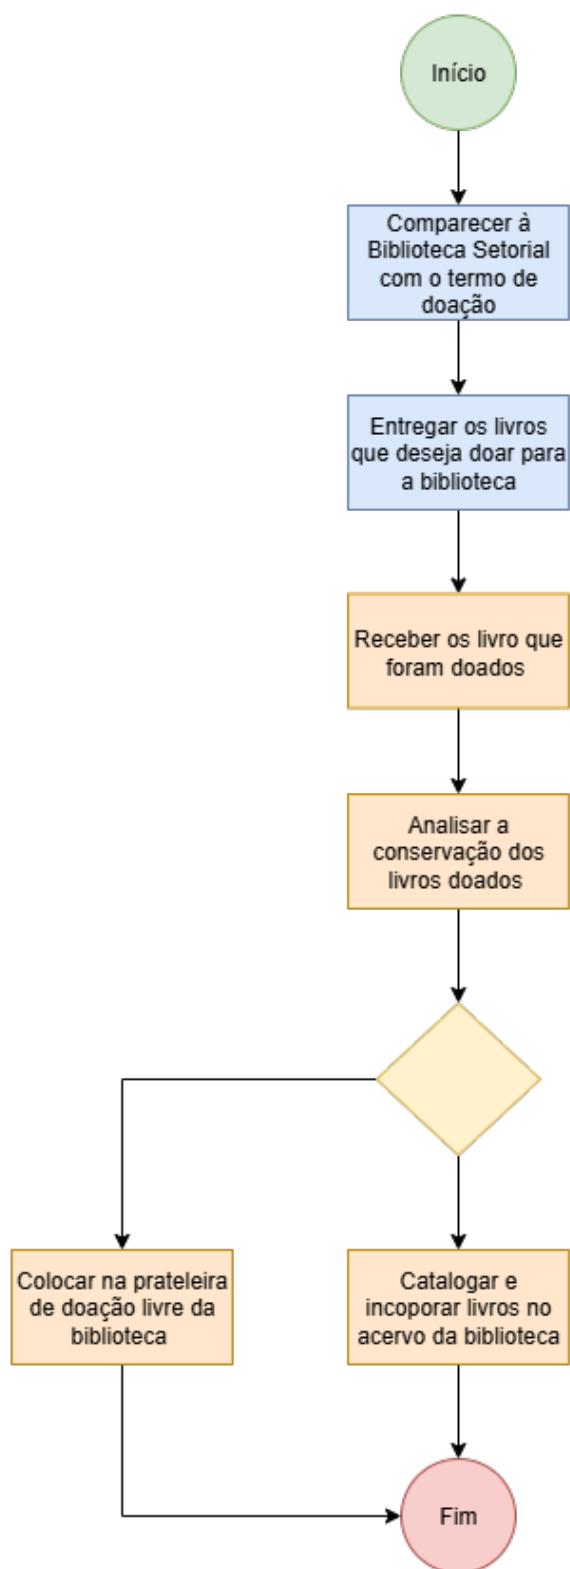 Início
Comparecer à
Biblioteca Setorial
com o termo de
doação
Entregar os livros
que deseja doar para
a biblioteca
Receber os livro que
foram doados
Analisar a
conservação dos
livros doados
Colocar na prateleira
de doação livre da
biblioteca
Catalogar e
incoporar livros no
acervo da biblioteca
Fim